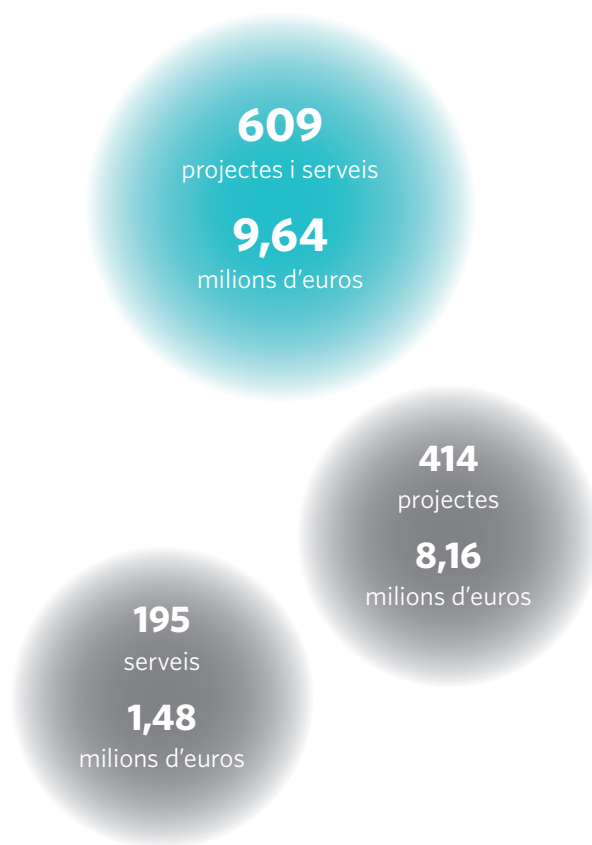 609
projectes i serveis
9,64
milions d’euros
414
projectes
8,16
milions d’euros
195
serveis
1,48
milions d’euros